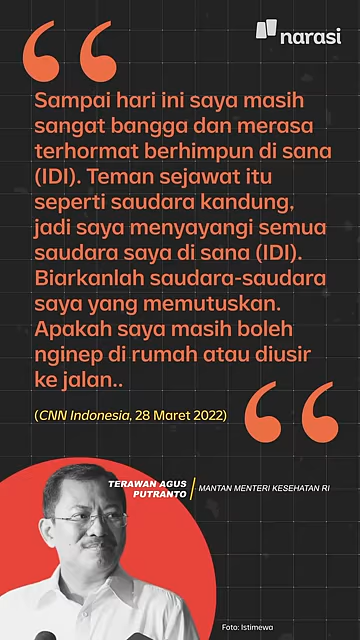 narasi
Sampai hari ini saya masih
sangat bangga dan merasa
terhormat berhimpun di sana
(IDI). Teman sejawat itu
seperti saudara kandung,
jadi saya menyayangi semua
saudara saya di sana (IDI).
Biarkanlah saudara-saudara
saya yang memutuskan.
Apakah saya masih boleh
nginep di rumah atau diusir
ke jalan..
(CNN Indonesia, 28 Maret 2022)
TERAWAN AGUS
PUTRANTO
MANTAN MENTERI KESEHATAN RI
Foto: Istimewa